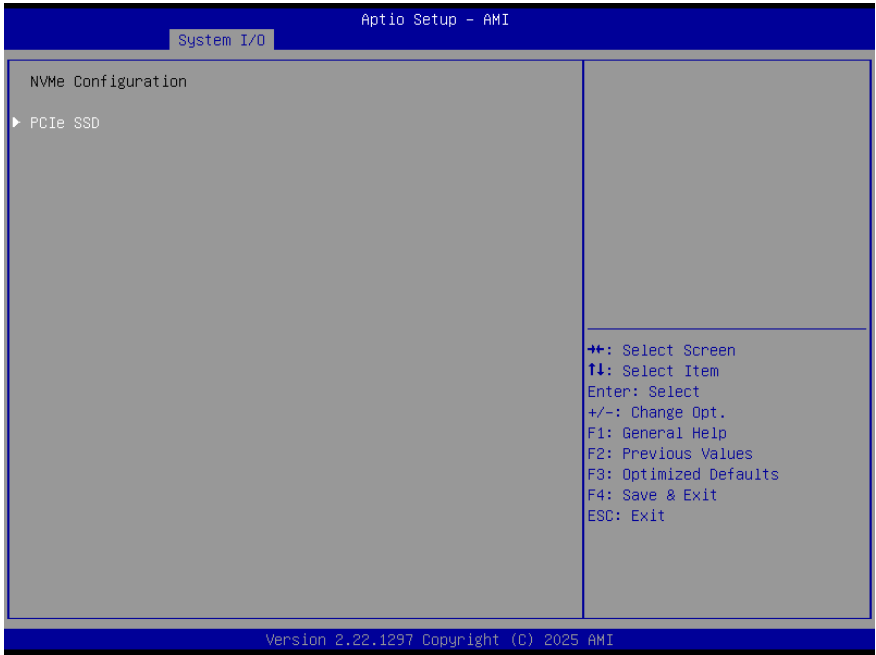 Aptio Setup – AMI
System I/O
NVMe Configuration
▶ PCIe SSD
→←: Select Screen
↑↓: Select Item
Enter: Select
+/-: Change Opt.
F1: General Help
F2: Previous Values
F3: Optimized Defaults
F4: Save & Exit
ESC: Exit
Version 2.22.1297 Copyright (C) 2025 AMI